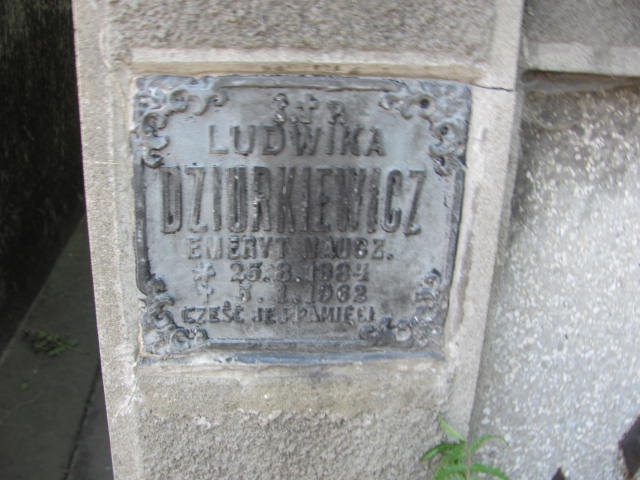 Ś + P
LUDWIKA
DZIURKIEWICZ
EMERYT NAUCZ.
* 25.8.1884
+ 5.1.1962
CZEŚĆ JEJ PAMIĘCI